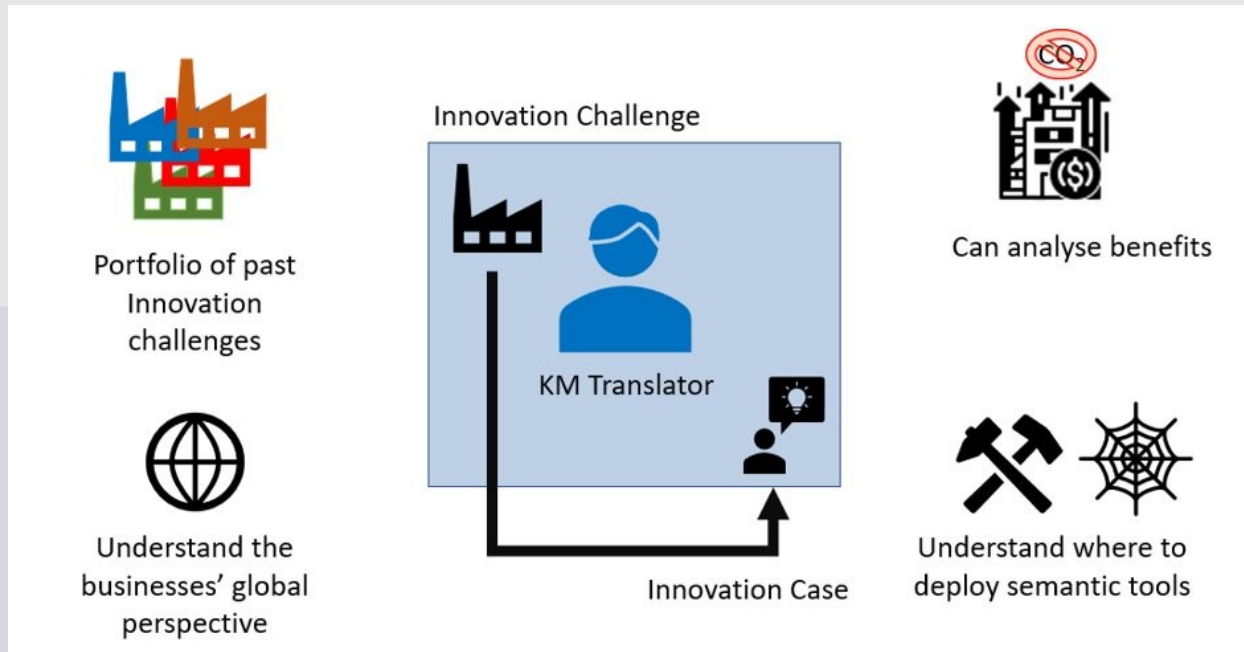 Portfolio of past
Innovation
challenges
Understand the
businesses’ global
perspective
Innovation Challenge
KM Translator
Innovation Case
CO₂
($)
Can analyse benefits
Understand where to
deploy semantic tools